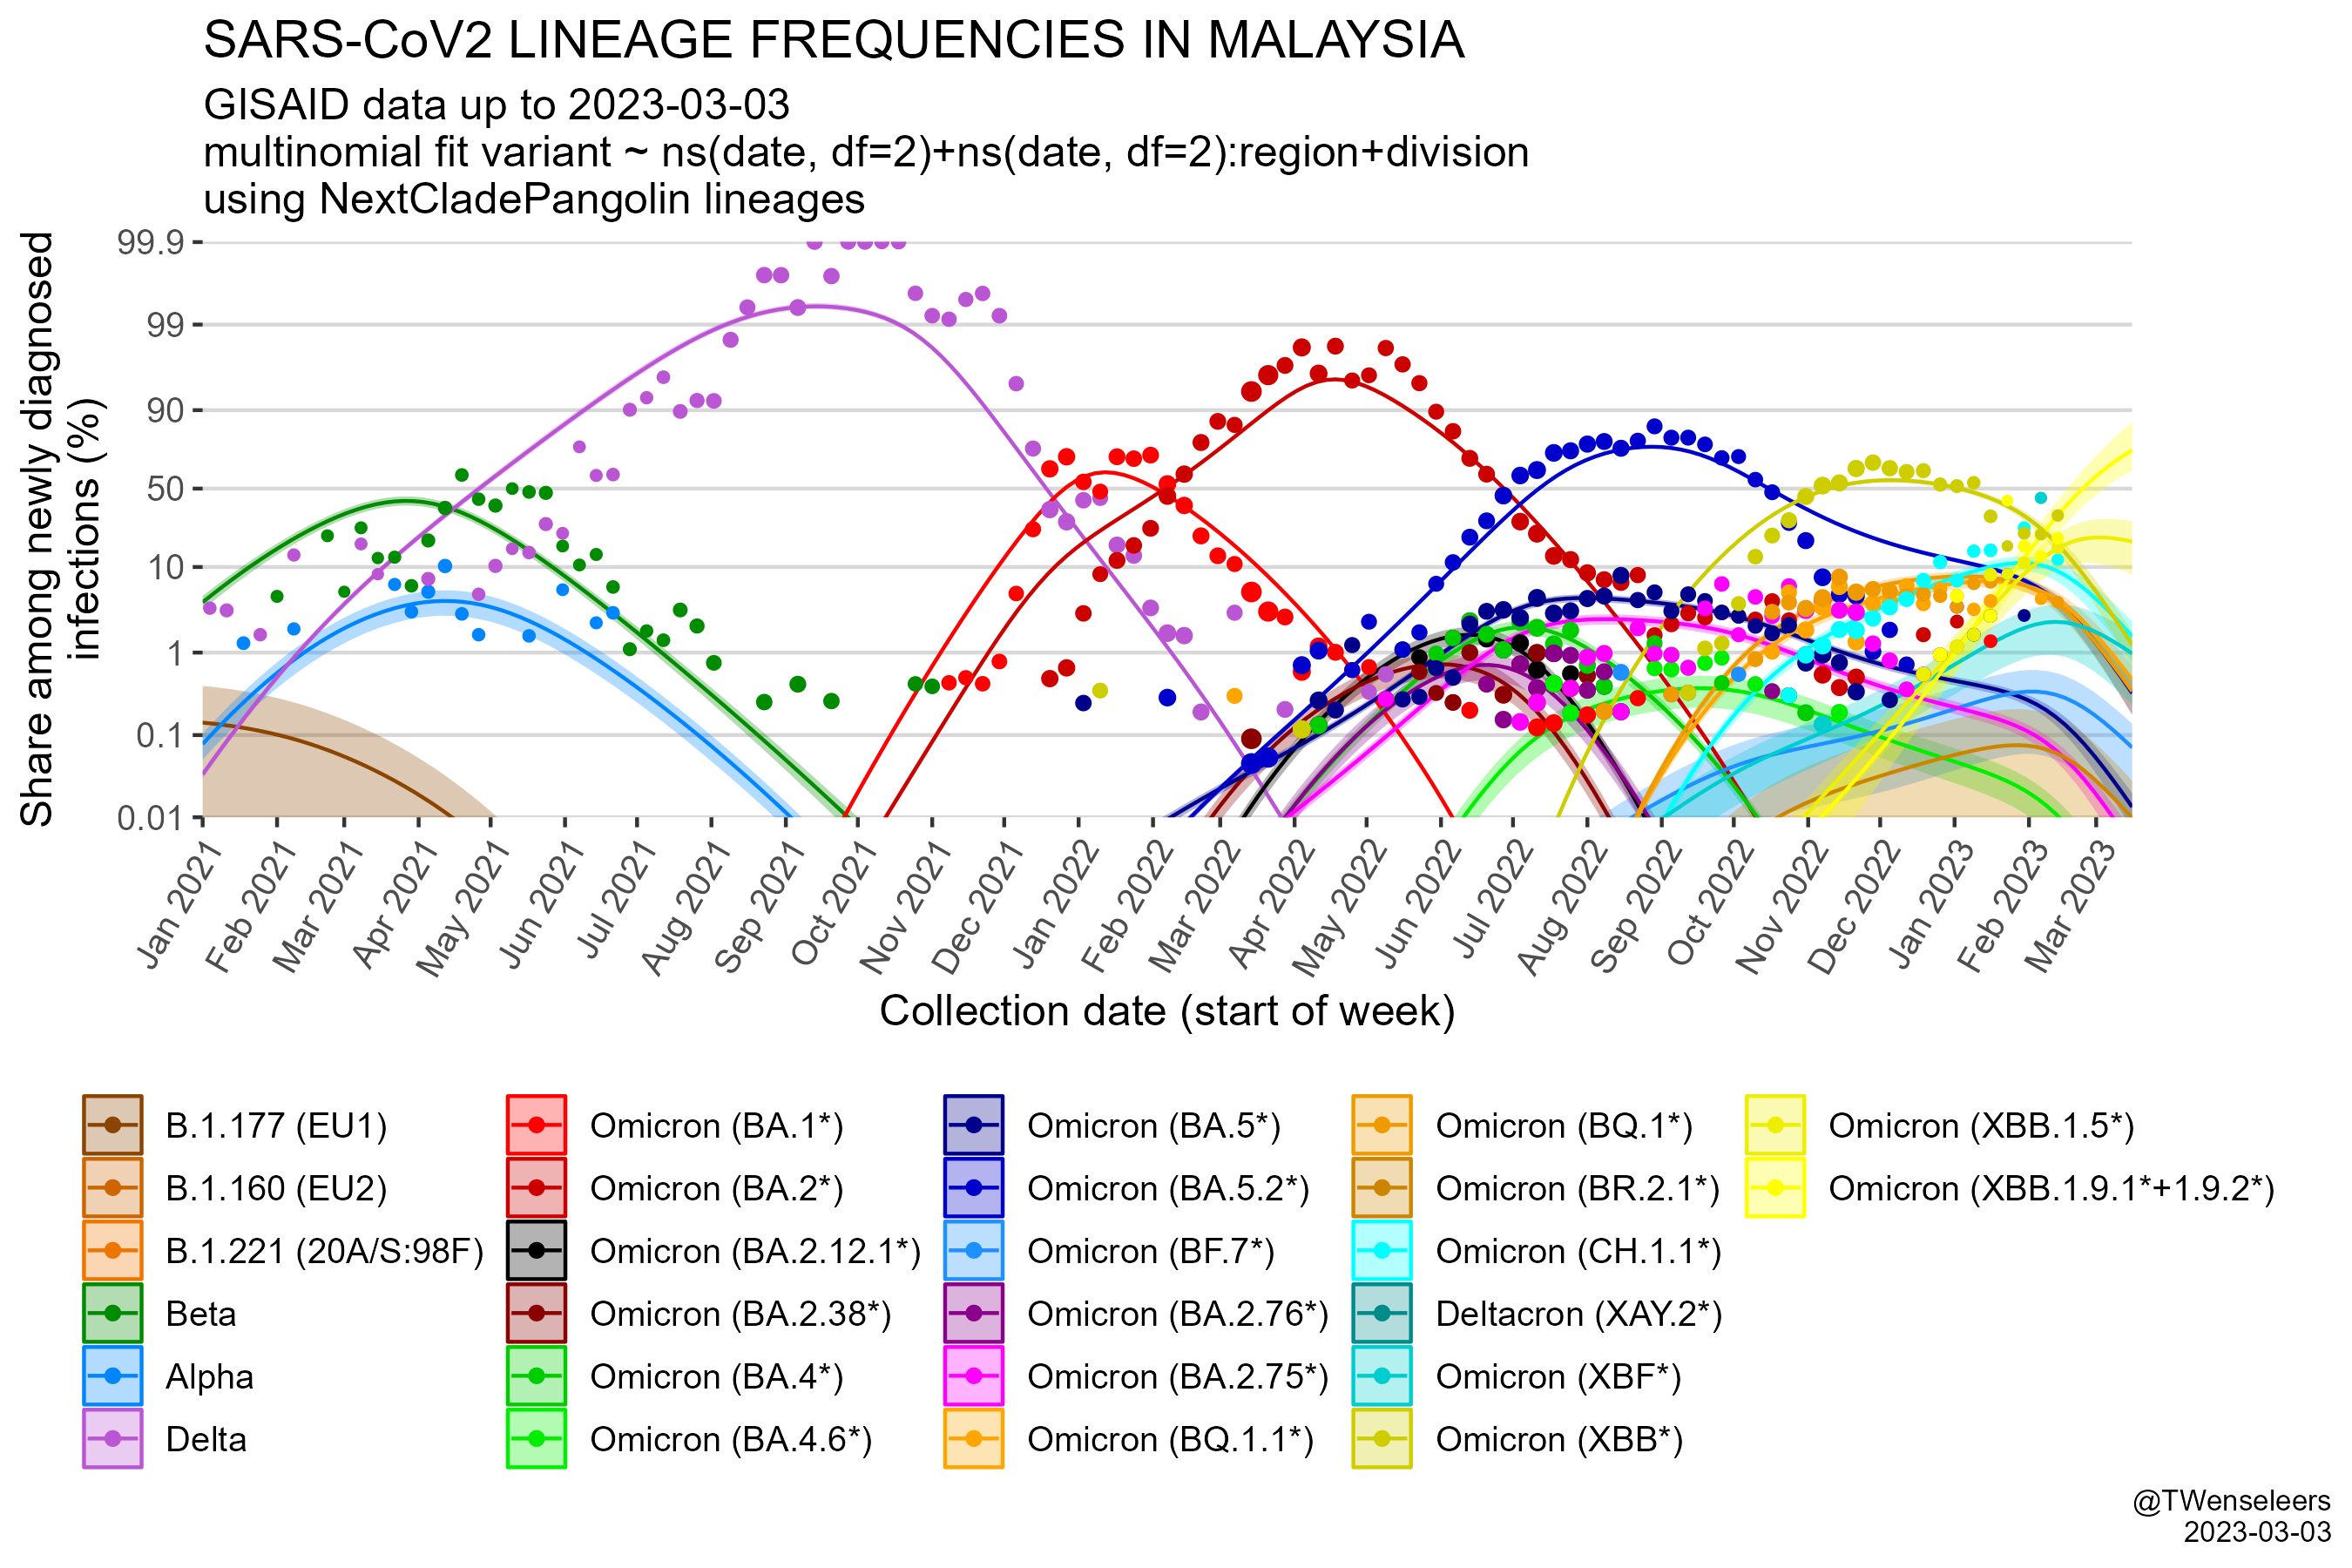 SARS-CoV2 LINEAGE FREQUENCIES IN MALAYSIA
GISAID data up to 2023-03-03
multinomial fit variant ~ ns(date, df=2)+ns(date, df=2):region+division
using NextCladePangolin lineages
Share among newly diagnosed
infections (%)
99.9
99
90
50
10
1
0.1
0.01
Jan 2021
Feb 2021
Mar 2021
Apr 2021
May 2021
Jun 2021
Jul 2021
Aug 2021
Sep 2021
Oct 2021
Nov 2021
Dec 2021
Jan 2022
Feb 2022
Mar 2022
Apr 2022
May 2022
Jun 2022
Jul 2022
Aug 2022
Sep 2022
Oct 2022
Nov 2022
Dec 2022
Jan 2023
Feb 2023
Mar 2023
Collection date (start of week)
B.1.177 (EU1)
B.1.160 (EU2)
B.1.221 (20A/S:98F)
Beta
Alpha
Delta
Omicron (BA.1*)
Omicron (BA.2*)
Omicron (BA.2.12.1*)
Omicron (BA.2.38*)
Omicron (BA.4*)
Omicron (BA.4.6*)
Omicron (BA.5*)
Omicron (BA.5.2*)
Omicron (BF.7*)
Omicron (BA.2.76*)
Omicron (BA.2.75*)
Omicron (BQ.1.1*)
Omicron (BQ.1*)
Omicron (BR.2.1*)
Omicron (CH.1.1*)
Deltacron (XAY.2*)
Omicron (XBF*)
Omicron (XBB*)
Omicron (XBB.1.5*)
Omicron (XBB.1.9.1*+1.9.2*)
@TWenseleers
2023-03-03